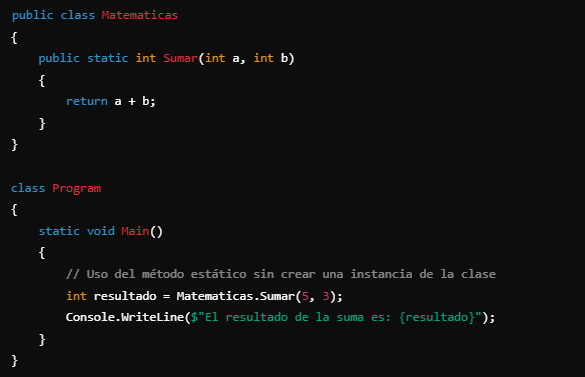 public class Matematicas
{
    public static int Sumar(int a, int b)
    {
        return a + b;
    }
}

class Program
{
    static void Main()
    {
        // Uso del método estático sin crear una instancia de la clase
        int resultado = Matematicas.Sumar(5, 3);
        Console.WriteLine($"El resultado de la suma es: {resultado}");
    }
}